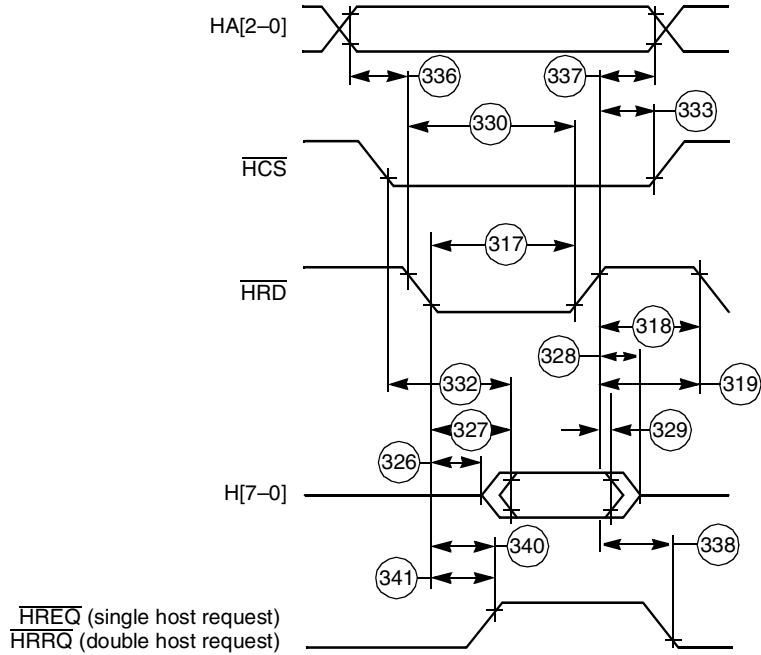 HA[2–0]
336
337
333
330
HCS
317
HRD
318
328
332
319
327
329
326
H[7–0]
340
338
341
HREQ (single host request)
HRRQ (double host request)